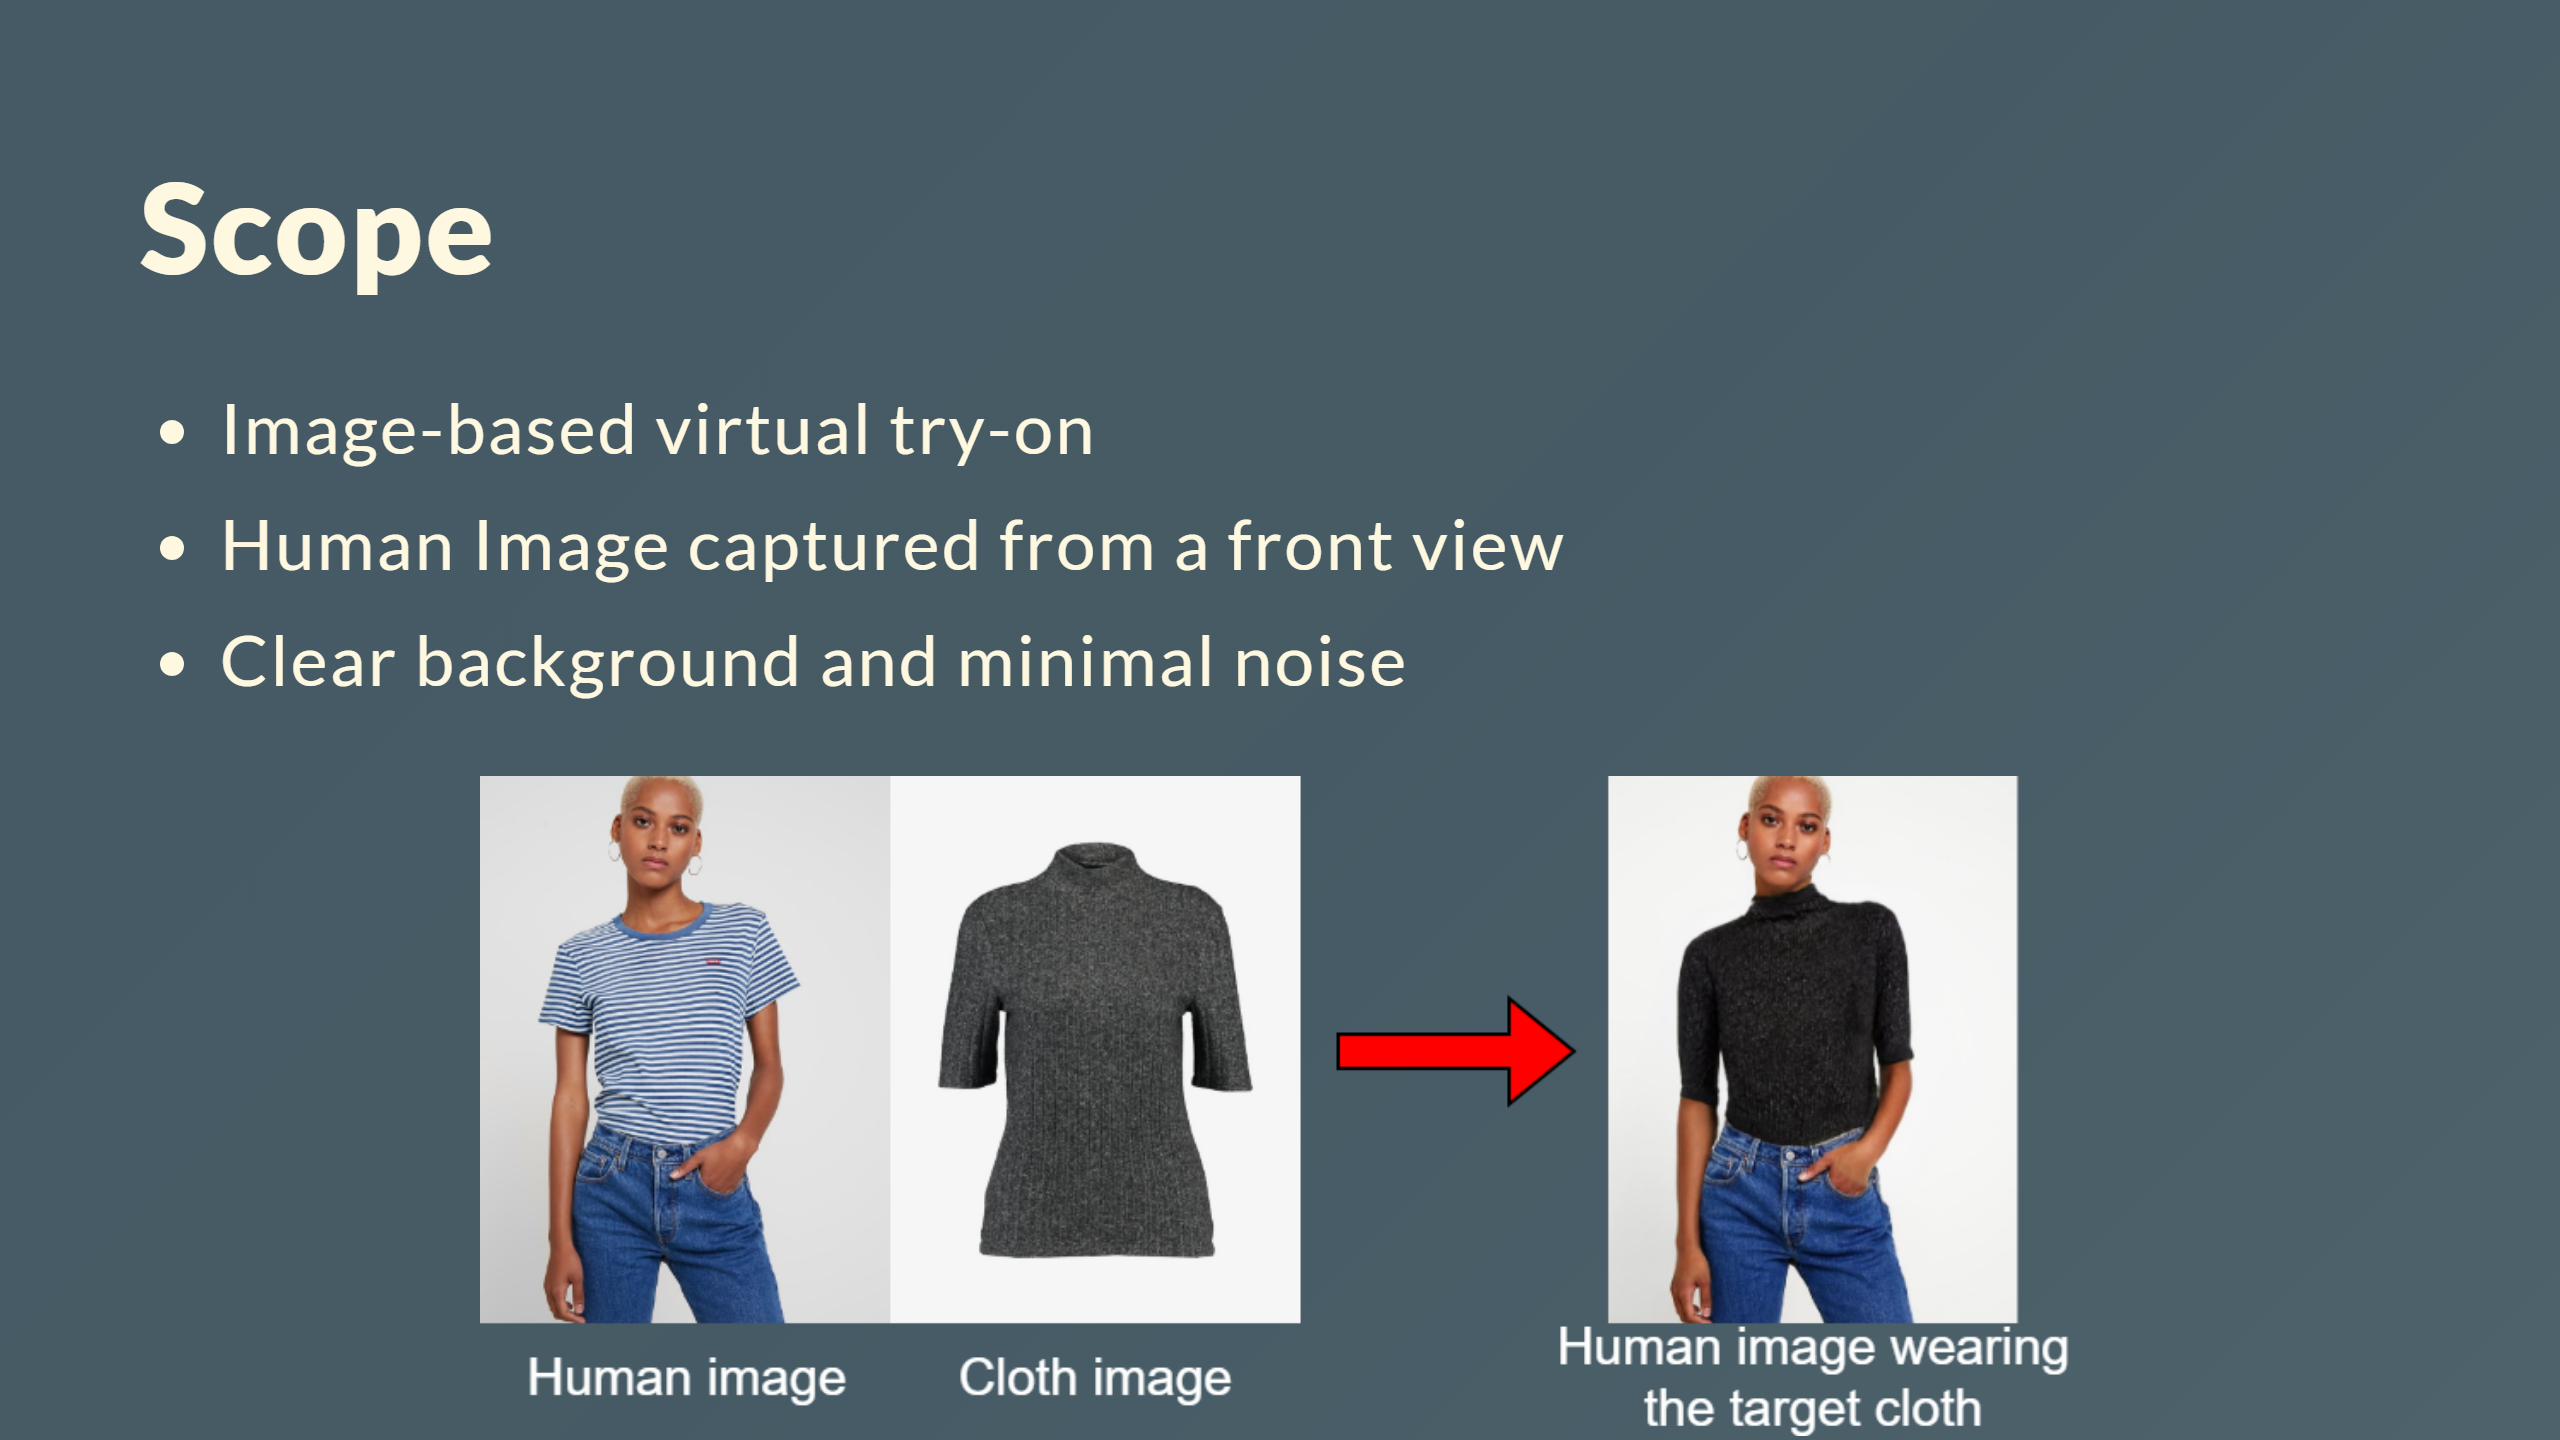 Scope
Image-based virtual try-on
Human Image captured from a front view
Clear background and minimal noise
Human image
Cloth image
Human image wearing
the target cloth